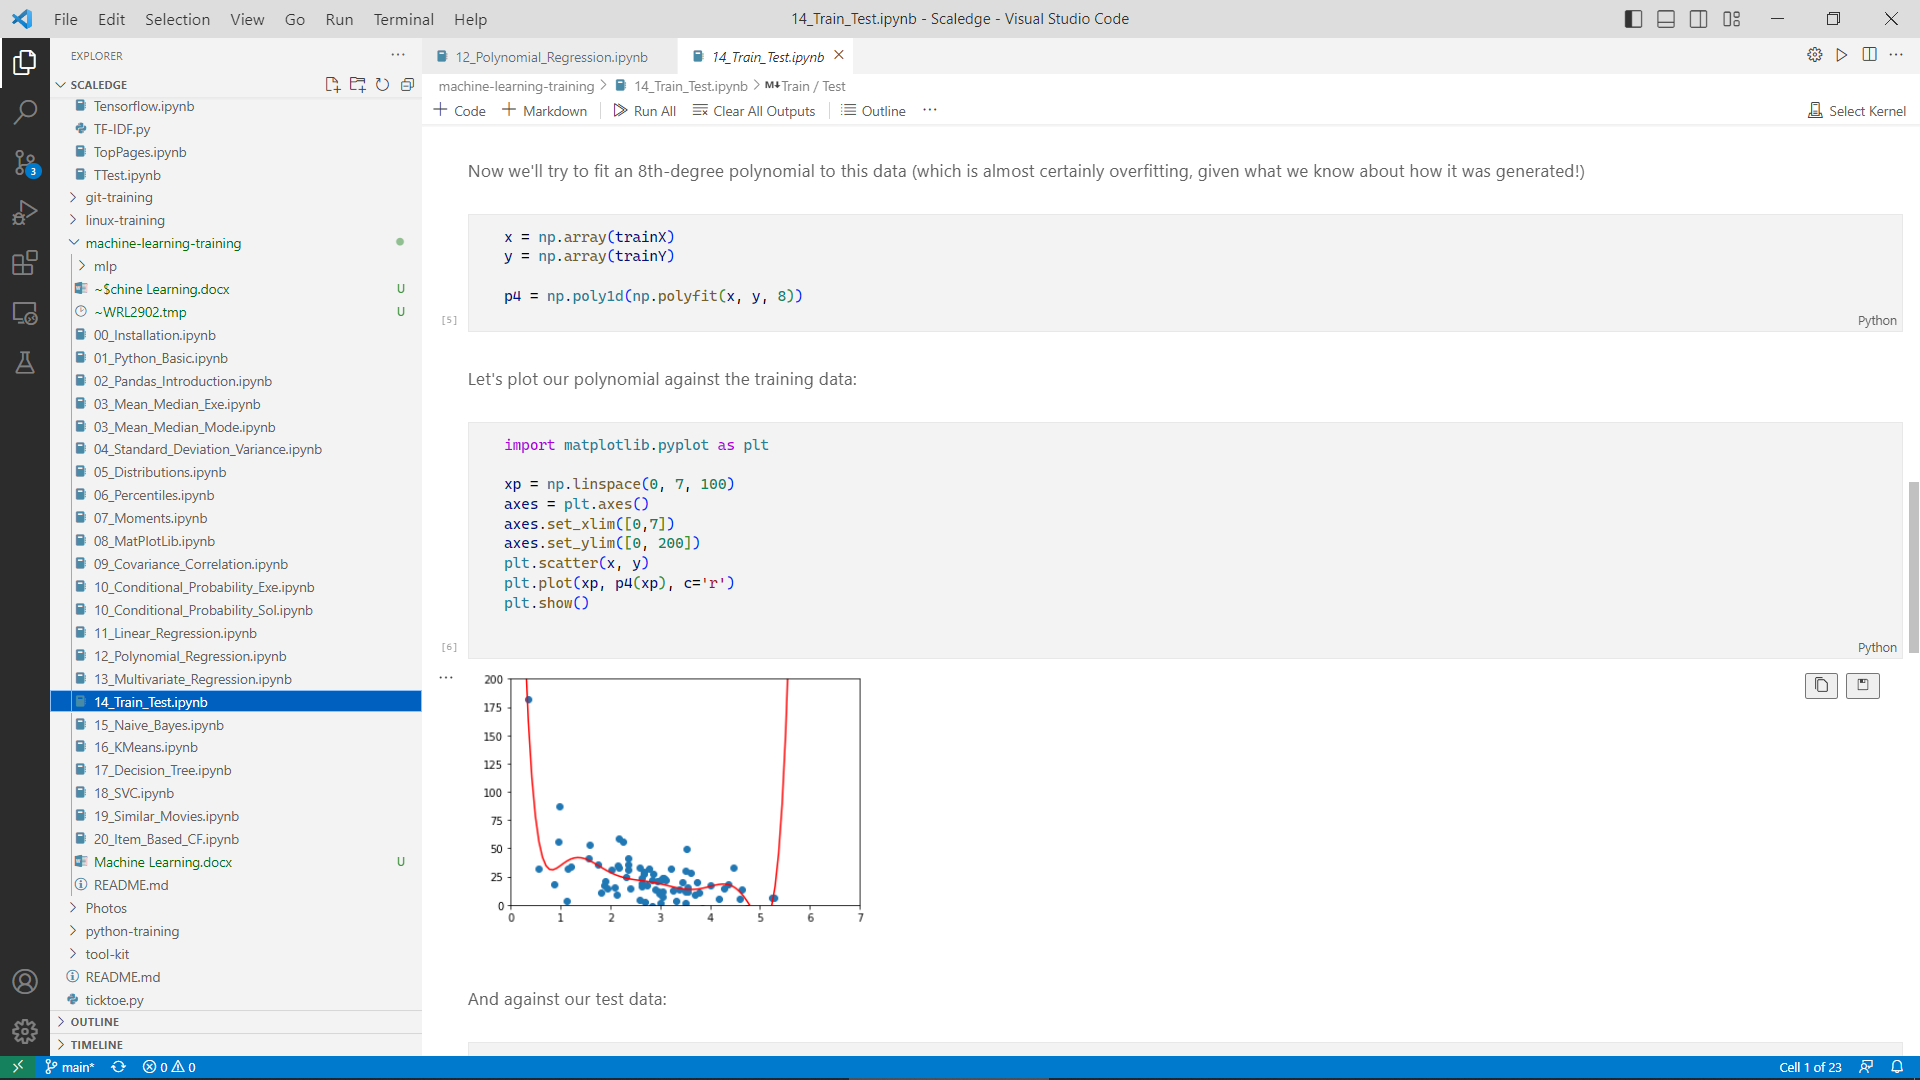 File Edit Selection View Go Run Terminal Help
14_Train_Test.ipynb - Scaledge - Visual Studio Code
EXPLORER
SCALEDGE
Tensorflow.ipynb
TF-IDF.py
TopPages.ipynb
TTest.ipynb
git-training
linux-training
machine-learning-training
mlp
~$chine Learning.docx U
~WRL2902.tmp U
00_Installation.ipynb
01_Python_Basic.ipynb
02_Pandas_Introduction.ipynb
03_Mean_Median_Exe.ipynb
03_Mean_Median_Mode.ipynb
04_Standard_Deviation_Variance.ipynb
05_Distributions.ipynb
06_Percentiles.ipynb
07_Moments.ipynb
08_MatPlotLib.ipynb
09_Covariance_Correlation.ipynb
10_Conditional_Probability_Exe.ipynb
10_Conditional_Probability_Sol.ipynb
11_Linear_Regression.ipynb
12_Polynomial_Regression.ipynb
13_Multivariate_Regression.ipynb
14_Train_Test.ipynb
15_Naive_Bayes.ipynb
16_KMeans.ipynb
17_Decision_Tree.ipynb
18_SVC.ipynb
19_Similar_Movies.ipynb
20_Item_Based_CF.ipynb
Machine Learning.docx U
README.md
Photos
python-training
tool-kit
README.md
ticktoe.py
OUTLINE
TIMELINE
3
12_Polynomial_Regression.ipynb
14_Train_Test.ipynb
machine-learning-training > 14_Train_Test.ipynb > M↓Train / Test
+ Code + Markdown Run All Clear All Outputs Outline ···
Select Kernel
Now we'll try to fit an 8th-degree polynomial to this data (which is almost certainly overfitting, given what we know about how it was generated!)
x = np.array(trainX)
y = np.array(trainY)
p4 = np.poly1d(np.polyfit(x, y, 8))
[5]
Python
Let's plot our polynomial against the training data:
import matplotlib.pyplot as plt
xp = np.linspace(0, 7, 100)
axes = plt.axes()
axes.set_xlim([0,7])
axes.set_ylim([0, 200])
plt.scatter(x, y)
plt.plot(xp, p4(xp), c='r')
plt.show()
[6]
Python
200
175
150
125
100
75
50
25
0
0 1 2 3 4 5 6 7
And against our test data:
main* 0 0
Cell 1 of 23